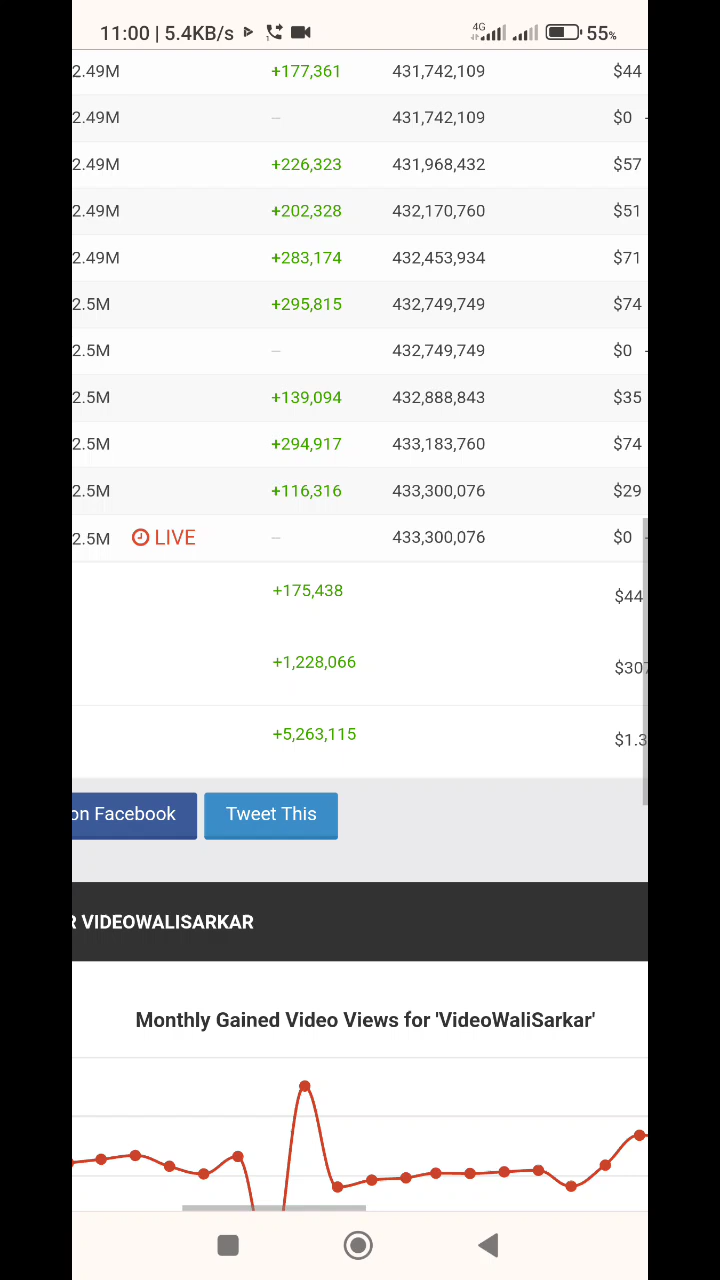 11:00 | 5.4KB/s 4G 55%
2.49M +177,361 431,742,109 $44
2.49M – 431,742,109 $0 -
2.49M +226,323 431,968,432 $57
2.49M +202,328 432,170,760 $51
2.49M +283,174 432,453,934 $71
2.5M +295,815 432,749,749 $74
2.5M – 432,749,749 $0 -
2.5M +139,094 432,888,843 $35
2.5M +294,917 433,183,760 $74
2.5M +116,316 433,300,076 $29
2.5M LIVE – 433,300,076 $0 -
+175,438 $44
+1,228,066 $307
+5,263,115 $1.3
on Facebook Tweet This
R VIDEOWALISARKAR
Monthly Gained Video Views for 'VideoWaliSarkar'